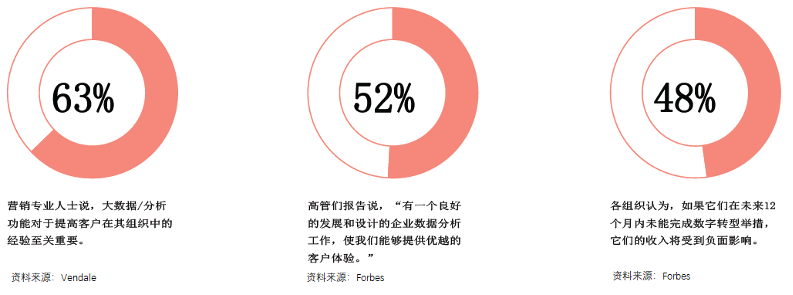 63%
营销专业人士说，大数据/分析
功能对于提高客户在其组织中的
经验至关重要。
资料来源：Vendale
52%
高管们报告说，“有一个良好
的发展和设计的企业数据分析
工作，使我们能够提供优越的
客户体验。”
资料来源：Forbes
48%
各组织认为，如果它们在未来12
个月内未能完成数字转型举措，
它们的收入将受到负面影响。
资料来源：Forbes